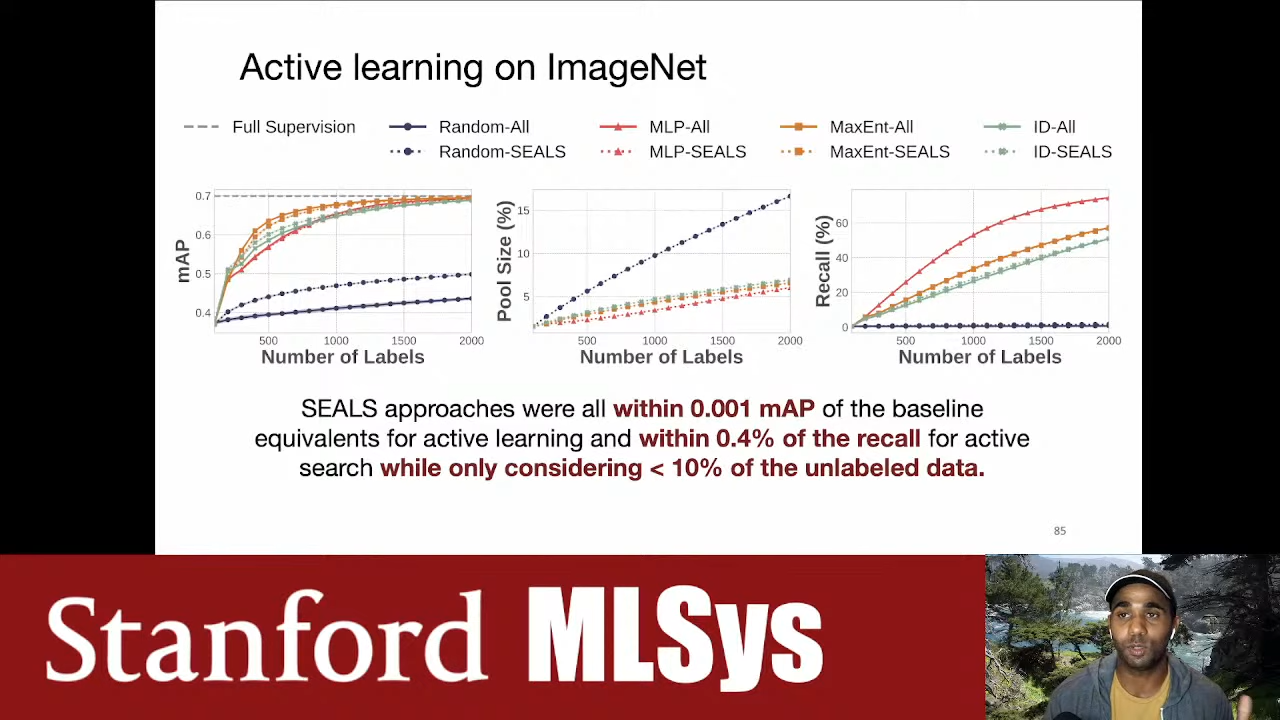 Active learning on ImageNet
Full Supervision
Random-All
MLP-All
MaxEnt-All
ID-All
Random-SEALS
MLP-SEALS
MaxEnt-SEALS
ID-SEALS
mAP
0.7
0.6
0.5
0.4
500 1000 1500 2000
Number of Labels
Pool Size (%)
15
10
5
500 1000 1500 2000
Number of Labels
Recall (%)
60
40
20
0
500 1000 1500 2000
Number of Labels
SEALS approaches were all within 0.001 mAP of the baseline
equivalents for active learning and within 0.4% of the recall for active
search while only considering < 10% of the unlabeled data.
85
Stanford MLSys